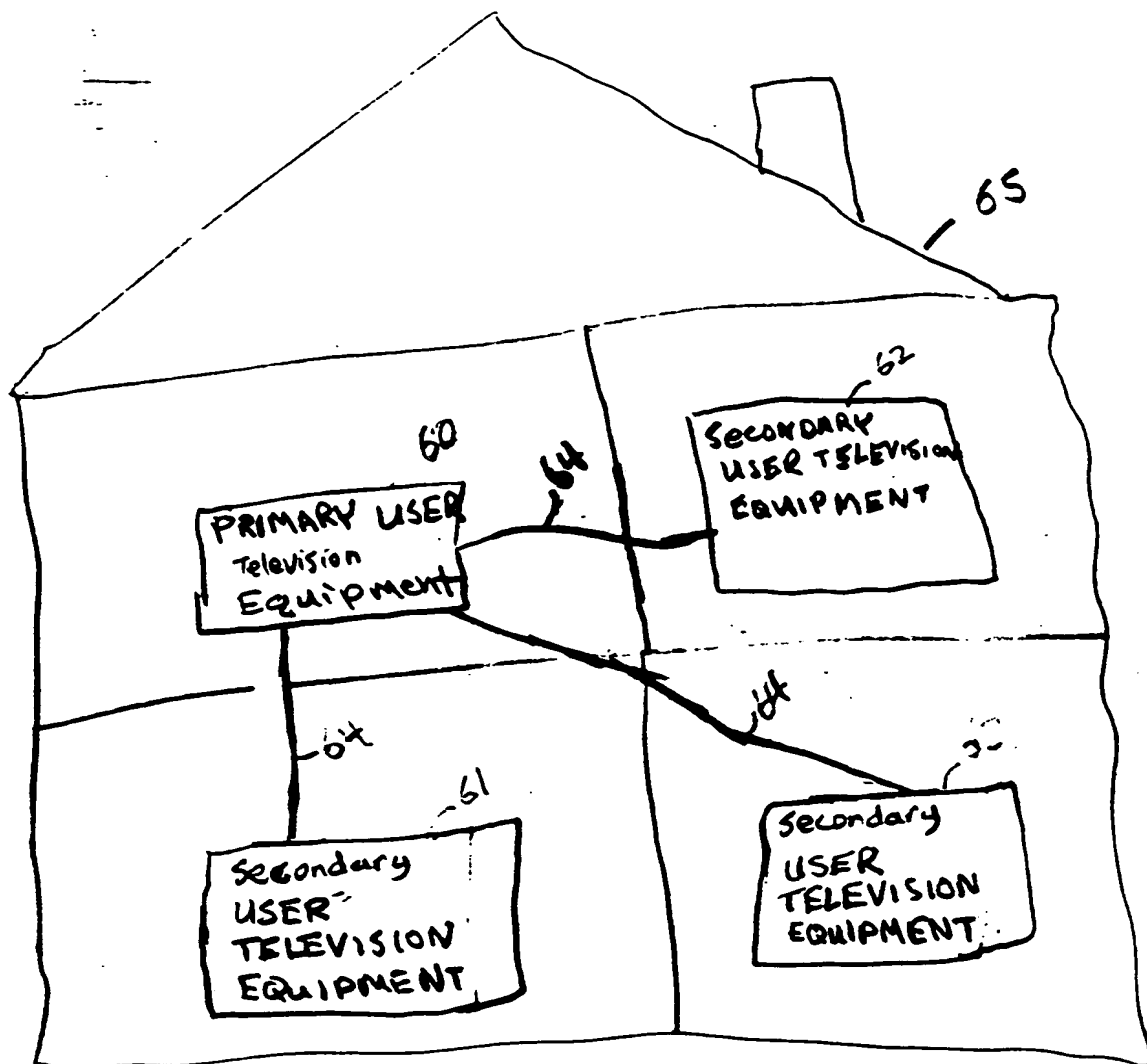 65
62
60
64
SECONDARY
USER TELEVISION
EQUIPMENT
PRIMARY USER
Television
Equipment
64
64
61
Secondary
USER
TELEVISION
EQUIPMENT
Secondary
USER
TELEVISION
EQUIPMENT